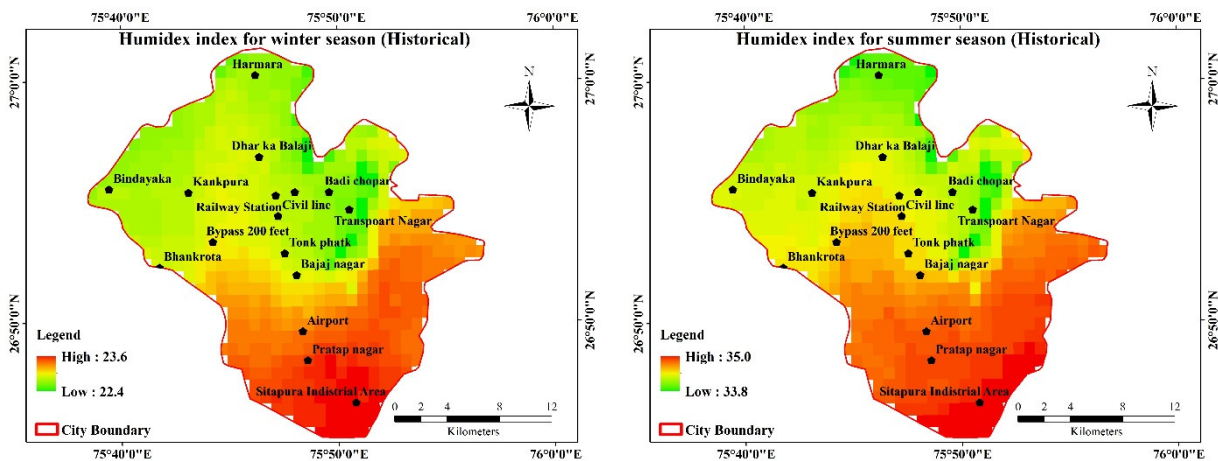 75°40'0"E
75°50'0"E
76°0'0"E
Humidex index for winter season (Historical)
N
27°0'0"N
Harmara
Dhar ka Balaji
Bindayaka
Kankpura
Badi chopar
Railway Station
Civil line
Transpoart Nagar
Bypass 200 feet
Tonk phatk
Bhankrota
Bajaj nagar
26°50'0"N
Airport
Pratap nagar
Sitapura Indistrial Area
Legend
High : 23.6
Low : 22.4
City Boundary
0 2 4 8 12
Kilometers
75°40'0"E
75°50'0"E
76°0'0"E
75°40'0"E
75°50'0"E
76°0'0"E
Humidex index for summer season (Historical)
N
27°0'0"N
27°0'0"N
Harmara
Dhar ka Balaji
Bindayaka
Kankpura
Badi chopar
Railway Station
Civil line
Transpoart Nagar
Bypass 200 feet
Tonk phatk
Bhankrota
Bajaj nagar
26°50'0"N
26°50'0"N
Airport
Pratap nagar
Sitapura Indistrial Area
Legend
High : 35.0
Low : 33.8
City Boundary
0 2 4 8 12
Kilometers
75°40'0"E
75°50'0"E
76°0'0"E